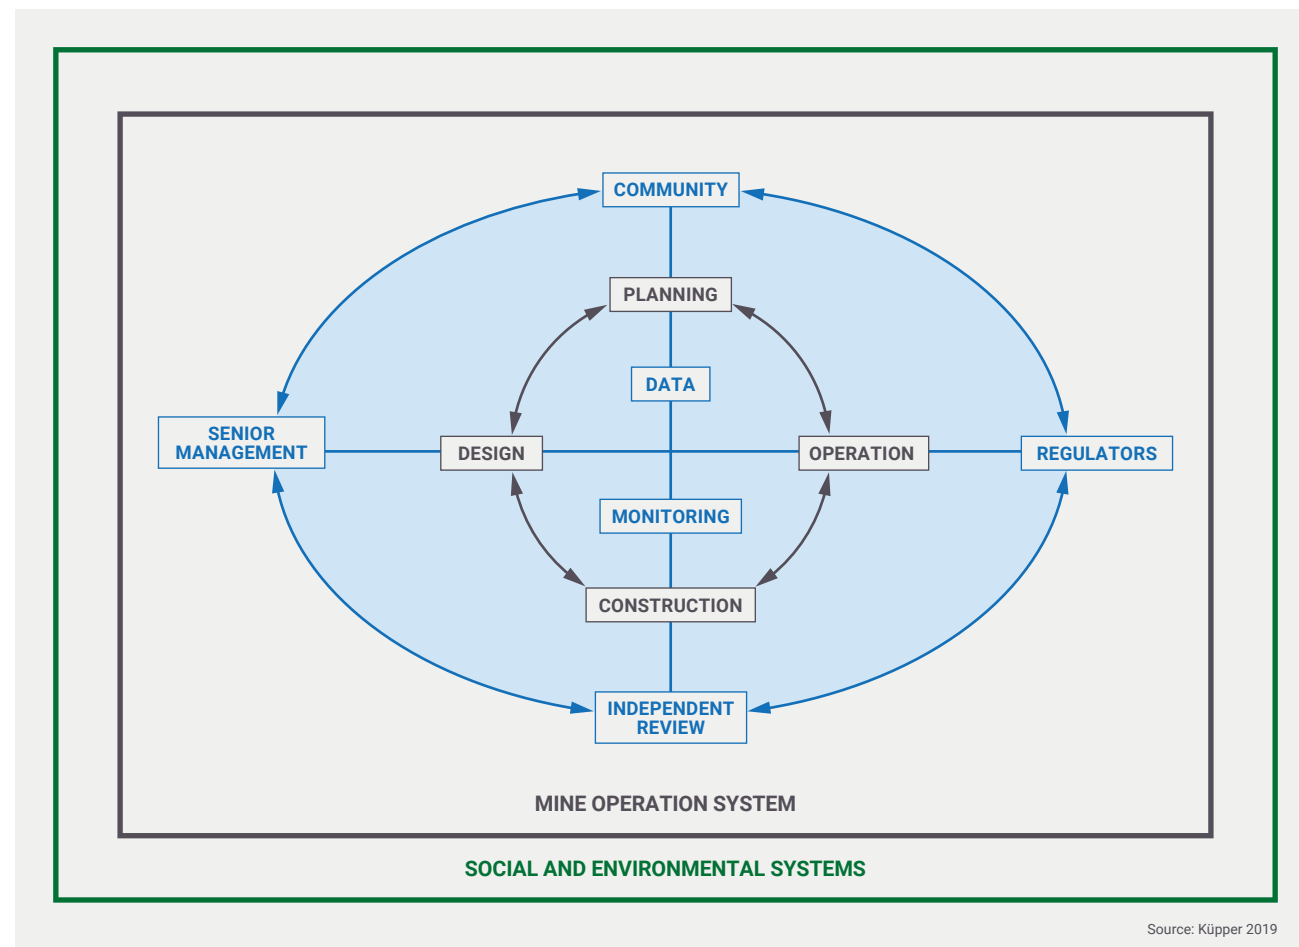 COMMUNITY
PLANNING
DATA
SENIOR
MANAGEMENT
DESIGN
OPERATION
REGULATORS
MONITORING
CONSTRUCTION
INDEPENDENT
REVIEW
MINE OPERATION SYSTEM
SOCIAL AND ENVIRONMENTAL SYSTEMS
Source: Küpper 2019